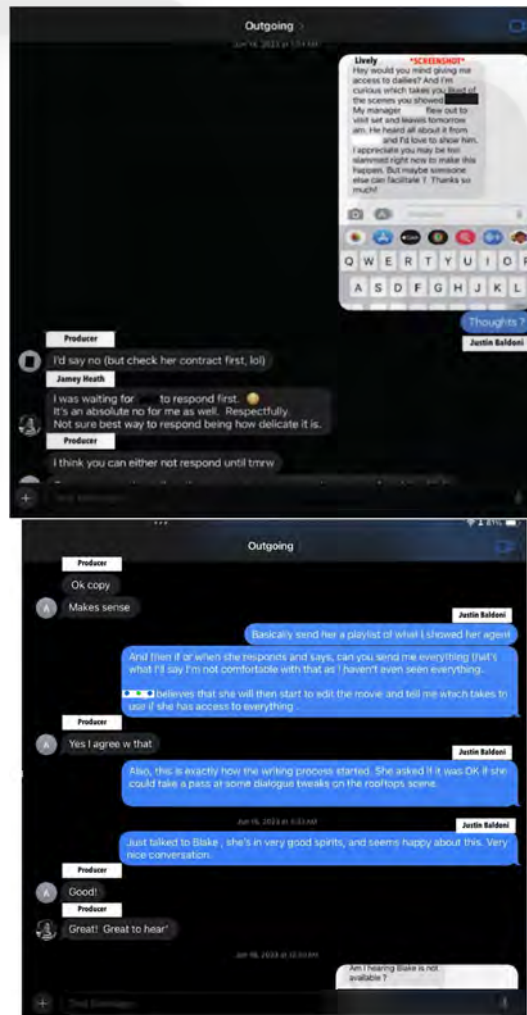 Outgoing
Jun 14, 2023 at
Lively *SCREENSHOT*
Hey would you mind giving me
access to dailies? And I'm
curious which takes you liked of
the scenes you showed
My manager flew out to
visit set and leaves tomorrow
am. He heard all about it from
and I'd love to show him.
I appreciate you may be feel
slammed right now to make this
happen. But maybe someone
else can facilitate ? Thanks so
much!
Q W E R T Y U I O P
A S D F G H J K L
Thoughts ?
Justin Baldoni
Producer
I'd say no (but check her contract first, lol)
Jamey Heath
I was waiting for to respond first.
It's an absolute no for me as well. Respectfully.
Not sure best way to respond being how delicate it is.
Producer
I think you can either not respond until tmrw
81%
Outgoing
Producer
Ok copy
Makes sense
Justin Baldoni
Basically send her a playlist of what I showed her agent
And then if or when she responds and says, can you send me everything that's
what I'll say I'm not comfortable with that as I haven't even seen everything.
believes that she will then start to edit the movie and tell me which takes to
use if she has access to everything .
Producer
Yes I agree w that
Justin Baldoni
Also, this is exactly how the writing process started. She asked if it was OK if she
could take a pass at some dialogue tweaks on the rooftops scene.
Jun 15, 2023 at
Justin Baldoni
Just talked to Blake , she's in very good spirits, and seems happy about this. Very
nice conversation.
Producer
Good!
Producer
Great! Great to hear'
2023 at
Am I hearing Blake is not
available ?